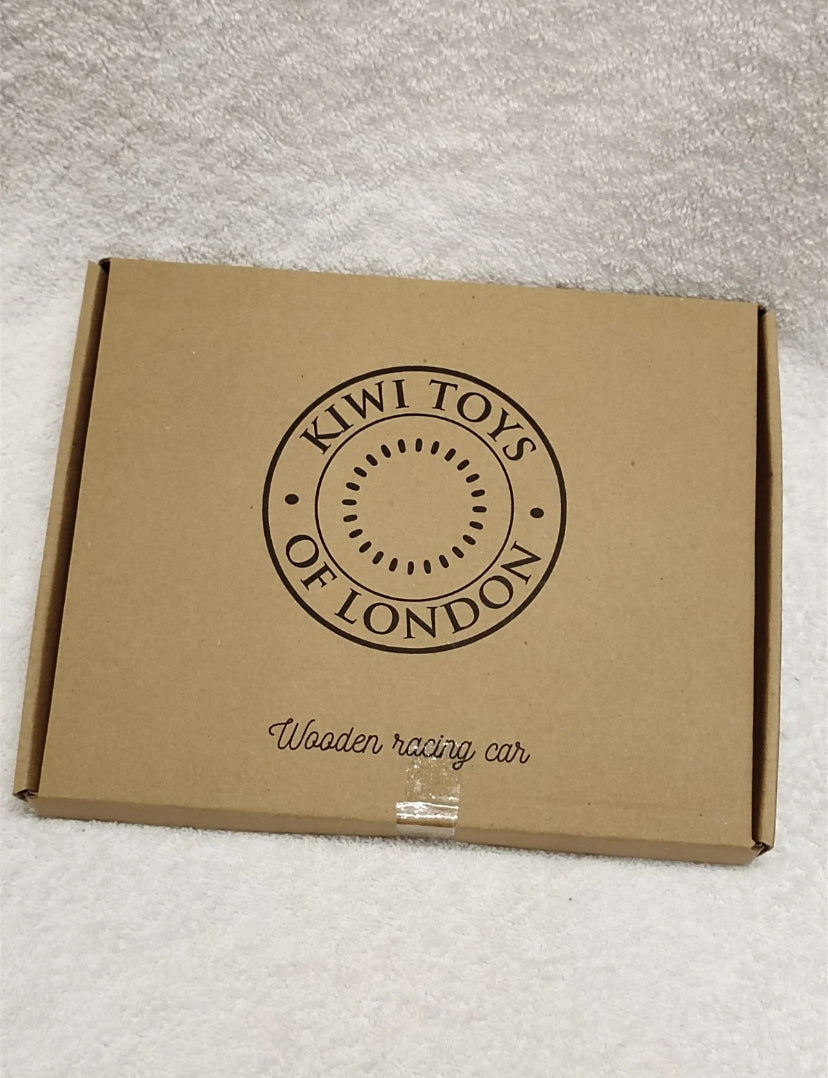 KIWI TOYS
OF LONDON
Wooden racing car